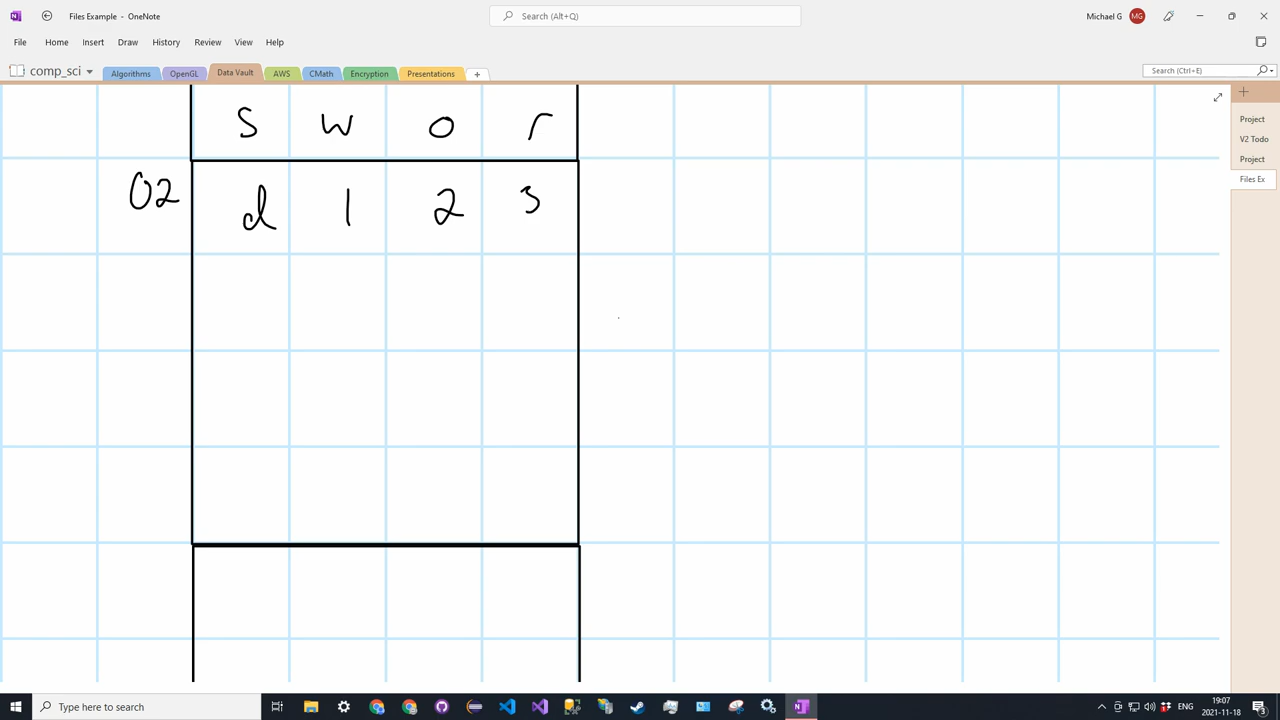 Files Example - OneNote
Search (Alt+Q)
Michael G
MG
File Home Insert Draw History Review View Help
comp_sci
Algorithms OpenGL Data Vault AWS CMath Encryption Presentations +
Search (Ctrl+E)
Project
V2 Todo
Project
Files Ex
s w o r
02 d 1 2 3
Type here to search
ENG
19:07
2021-11-18